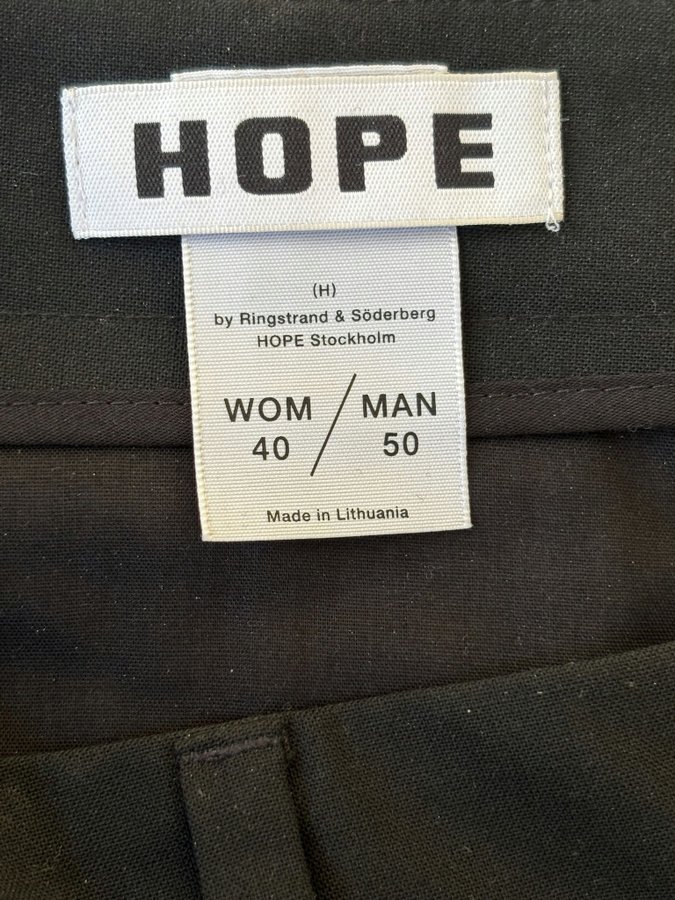 HOPE
(H)
by Ringstrand & Söderberg
HOPE Stockholm
WOM / MAN
40 50
Made in Lithuania